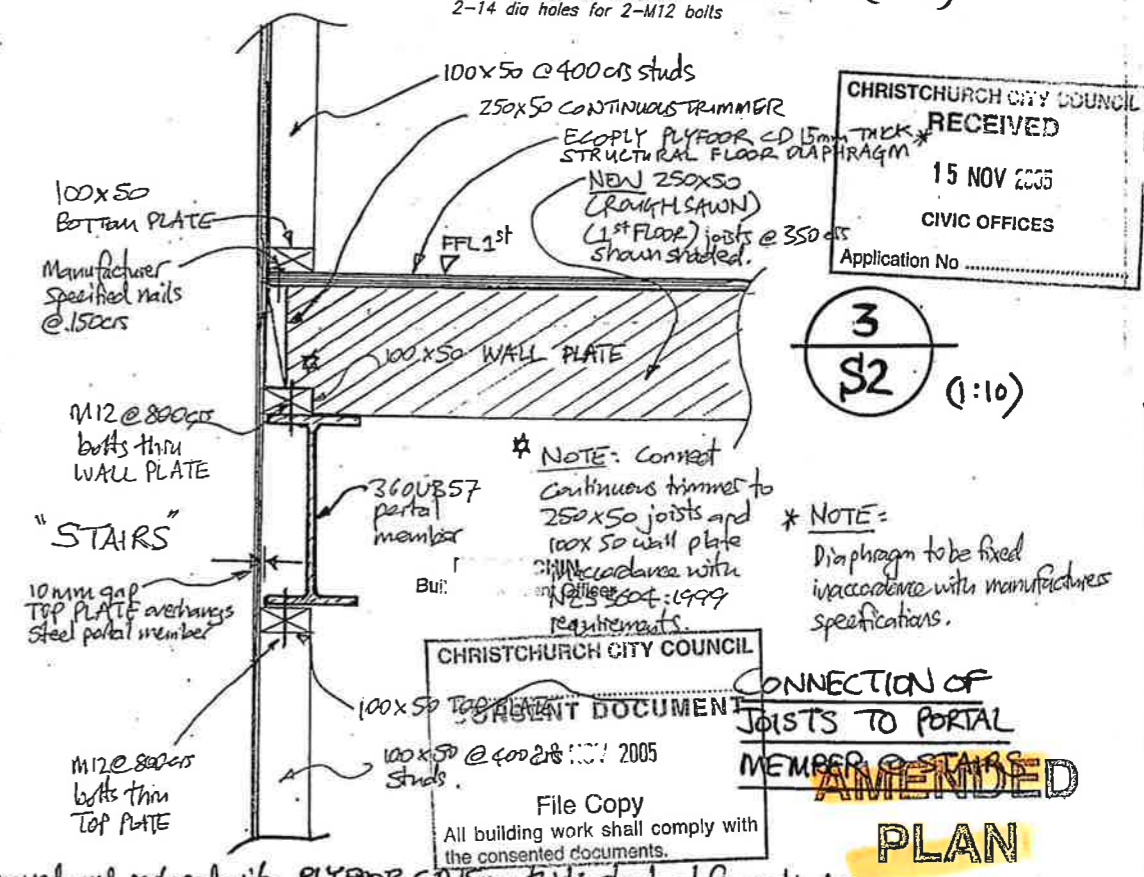 2-14 dia holes for 2-M12 bolts
100x50 @400 crs studs
250x50 CONTINUOUS TRIMMER
ECOPLY PLYFOOR CD 15mm THICK *
STRUCTURAL FLOOR DIAPHRAGM
NEW 250x50
(ROUGH SAWN)
(1st FLOOR) joists @ 350 crs
shown shaded.
CHRISTCHURCH CITY COUNCIL
RECEIVED
15 NOV 2005
CIVIC OFFICES
Application No
100x50
BOTTOM PLATE
FFL 1st
Manufacturer
specified nails
@ 150crs
100x50 WALL PLATE
3
S2
(1:10)
M12 @ 800crs
bolts thru
WALL PLATE
"STAIRS"
360UB57
portal
member
10mm gap
TOP PLATE overhangs
Steel portal member
NOTE: Connect
Continuous trimmer to
250x50 joists and
100x50 wall plate
in accordance with
NZS 3604:1999
requirements.
* NOTE:
Diaphragm to be fixed
in accordance with manufacturers
specifications.
100x50 TOP PLATE
100x50 @ 400 crs
studs.
M12 @ 800crs
bolts thru
TOP PLATE
CHRISTCHURCH CITY COUNCIL
CONSENT DOCUMENT
NOV 2005
File Copy
All building work shall comply with
the consented documents.
CONNECTION OF
JOISTS TO PORTAL
MEMBER @ STAIRS
AMENDED
PLAN